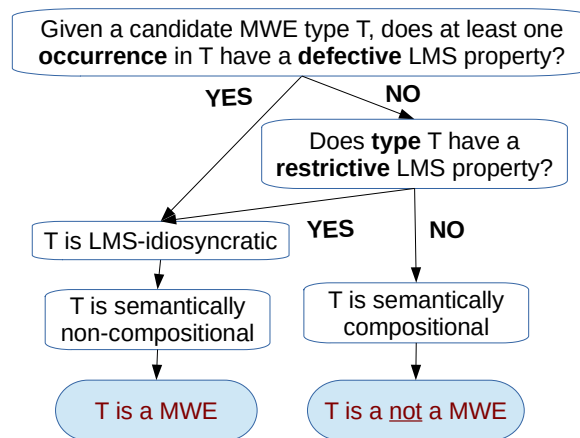 Given a candidate MWE type T, does at least one
occurrence in T have a defective LMS property?
YES
NO
Does type T have a
restrictive LMS property?
T is LMS-idiosyncratic
YES
NO
T is semantically
non-compositional
T is semantically
compositional
T is a MWE
T is a not a MWE